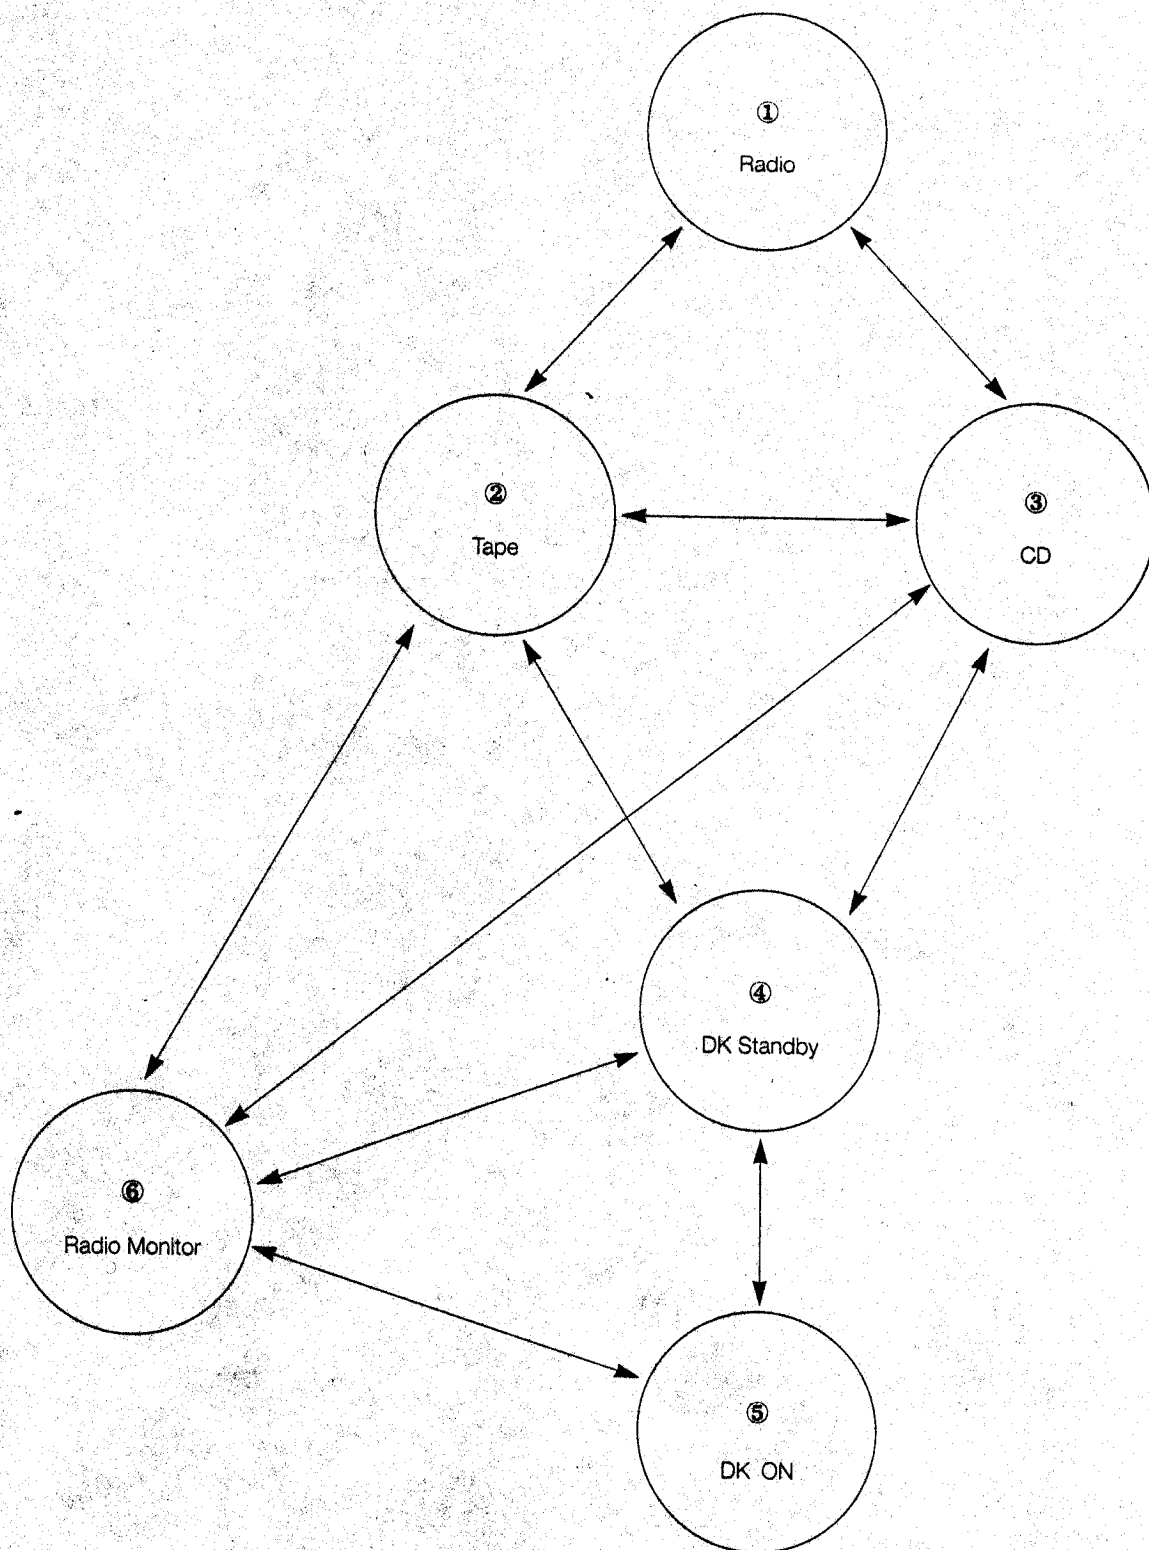 ①
Radio
②
Tape
③
CD
④
DK Standby
⑥
Radio Monitor
⑤
DK ON